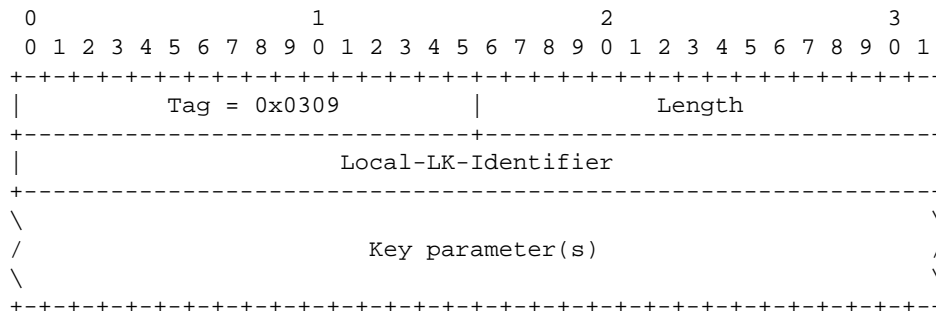 0                   1                   2                   3
 0 1 2 3 4 5 6 7 8 9 0 1 2 3 4 5 6 7 8 9 0 1 2 3 4 5 6 7 8 9 0 1
+-+-+-+-+-+-+-+-+-+-+-+-+-+-+-+-+-+-+-+-+-+-+-+-+-+-+-+-+-+-+-+--
|          Tag = 0x0309         |            Length
+-------------------------------+--------------------------------
|                      Local-LK-Identifier
+----------------------------------------------------------------
\                                                               \
/                        Key parameter(s)                       /
\                                                               \
+-+-+-+-+-+-+-+-+-+-+-+-+-+-+-+-+-+-+-+-+-+-+-+-+-+-+-+-+-+-+-+--